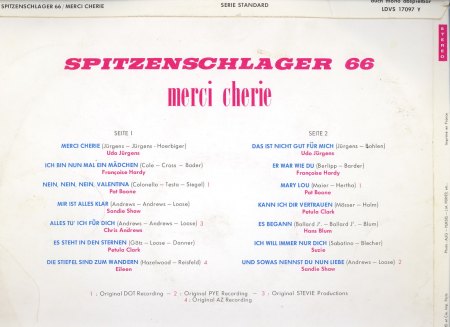 SPITZENSCHLAGER 66 / MERCI CHERIE
SERIE STANDARD
auch mono abspielbar
LDVS 17097 Y
STEREO
SPITZENSCHLAGER 66
merci cherie
SEITE 1
MERCI CHERIE (Jürgens – Jürgens - Hoerbiger)
Udo Jürgens
ICH BIN NUN MAL EIN MÄDCHEN (Cole – Cross – Bader)
Françoise Hardy
NEIN, NEIN, NEIN, VALENTINA (Colonello – Testa – Siegel) 1
Pat Boone
MIR IST ALLES KLAR (Andrews – Andrews – Loose)
Sandie Shaw
ALLES TU' ICH FÜR DICH (Andrews – Andrews – Loose) 3
Chris Andrews
ES STEHT IN DEN STERNEN (Götz – Loose – Donner)
Petula Clark
DIE STIEFEL SIND ZUM WANDERN (Hazelwood – Reisfeld) 4
Eileen
SEITE 2
DAS IST NICHT GUT FÜR MICH (Jürgens – Bohlen)
Udo Jürgens
ER WAR WIE DU (Berlipp – Barder)
Françoise Hardy
MARY LOU (Maier – Hertha) 1
Pat Boone
KANN ICH DIR VERTRAUEN (Mösser – Holm)
Petula Clark
ES BEGANN (Ballard J' – Ballard J'. – Blum)
Hans Blum
ICH WILL IMMER NUR DICH (Sabatino – Blecher)
Suzie
UND SOWAS NENNST DU NUN LIEBE (Andrews – Loose) 2
Sandie Shaw
1 : Original DOT Recording – 2 : Original PYE Recording – 3 : Original STEVIE Productions
4 : Original AZ Recording